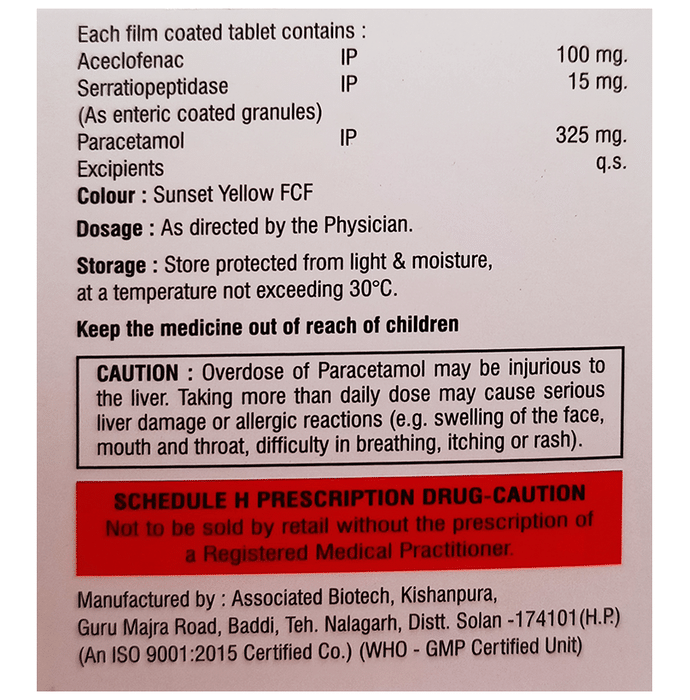 Each film coated tablet contains :
Aceclofenac IP 100 mg.
Serratiopeptidase IP 15 mg.
(As enteric coated granules)
Paracetamol IP 325 mg.
Excipients q.s.
Colour : Sunset Yellow FCF
Dosage : As directed by the Physician.
Storage : Store protected from light & moisture,
at a temperature not exceeding 30°C.
Keep the medicine out of reach of children
CAUTION : Overdose of Paracetamol may be injurious to
the liver. Taking more than daily dose may cause serious
liver damage or allergic reactions (e.g. swelling of the face,
mouth and throat, difficulty in breathing, itching or rash).
SCHEDULE H PRESCRIPTION DRUG-CAUTION
Not to be sold by retail without the prescription of
a Registered Medical Practitioner.
Manufactured by : Associated Biotech, Kishanpura,
Guru Majra Road, Baddi, Teh. Nalagarh, Distt. Solan -174101(H.P.)
(An ISO 9001:2015 Certified Co.) (WHO - GMP Certified Unit)